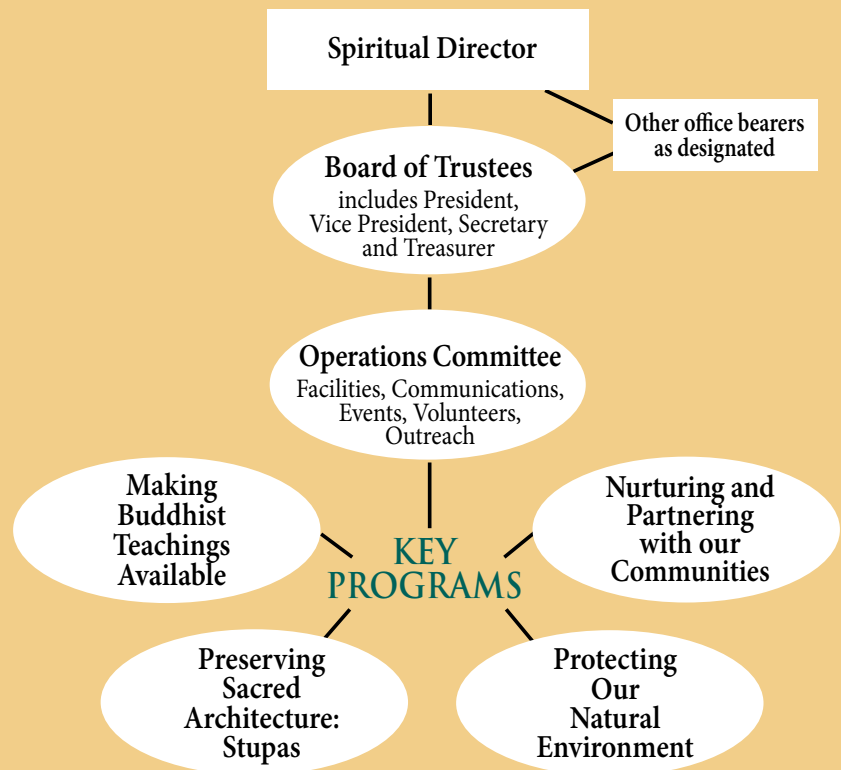 Spiritual Director
Other office bearers
as designated
Board of Trustees
includes President,
Vice President, Secretary
and Treasurer
Operations Committee
Facilities, Communications,
Events, Volunteers,
Outreach
Making
Buddhist
Teachings
Available
Nurturing and
Partnering
with our
Communities
KEY
PROGRAMS
Preserving
Sacred
Architecture:
Stupas
Protecting
Our
Natural
Environment